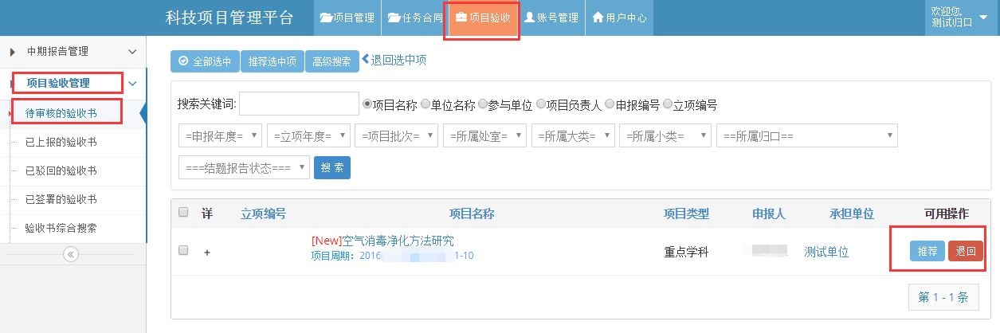 科技项目管理平台 项目管理 任务合同 项目验收 账号管理 用户中心 欢迎您,
测试归口
中期报告管理
项目验收管理
待审核的验收书
已上报的验收书
已驳回的验收书
已签署的验收书
验收书综合搜索
全部选中 推荐选中项 高级搜索 退回选中项
搜索关键词: 项目名称 单位名称 参与单位 项目负责人 申报编号 立项编号
=申报年度= =立项年度= =项目批次= =所属处室= =所属大类= =所属小类= ==所属归口==
===结题报告状态=== 搜 索
详 立项编号 项目名称 项目类型 申报人 承担单位 可用操作
+ [New]空气消毒净化方法研究 重点学科 测试单位 推荐 退回
项目周期：2016 1-10
第 1 - 1 条